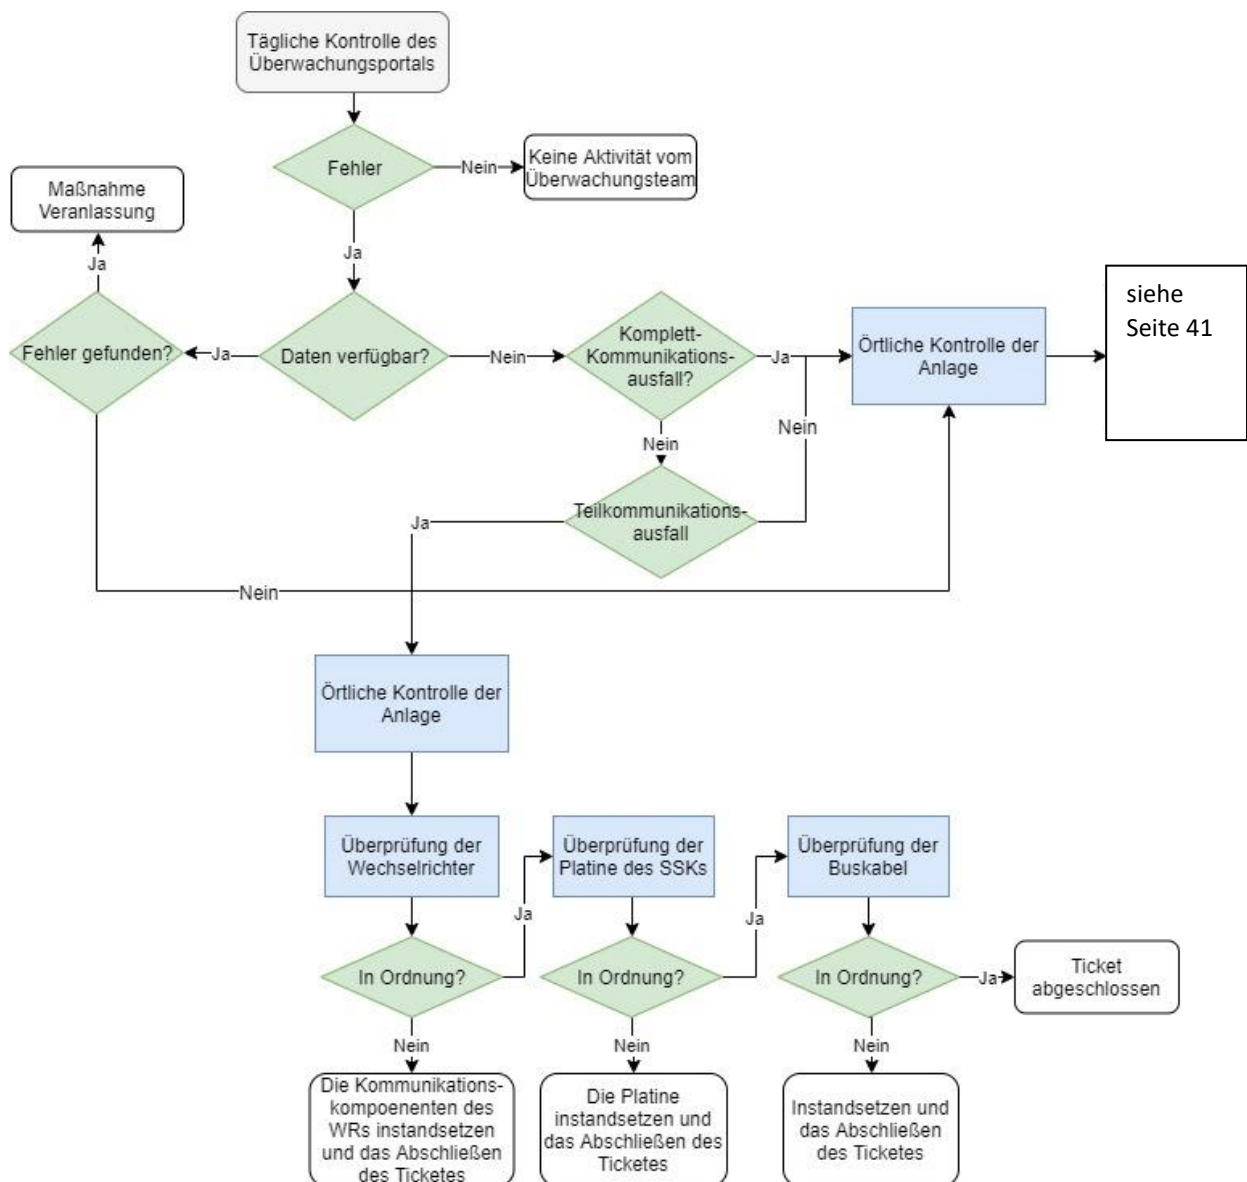 Tägliche Kontrolle des
Überwachungsportals
Fehler
Nein
Keine Aktivität vom
Überwachungsteam
Maßnahme
Veranlassung
Ja
Ja
Fehler gefunden?
Ja
Daten verfügbar?
Nein
Komplett-
Kommunikations-
ausfall?
Ja
Örtliche Kontrolle der
Anlage
siehe
Seite 41
Nein
Nein
Teilkommunikations-
ausfall
Ja
Nein
Örtliche Kontrolle der
Anlage
Überprüfung der
Wechselrichter
Überprüfung der
Platine des SSKs
Überprüfung der
Buskabel
Ja
Ja
In Ordnung?
In Ordnung?
In Ordnung?
Ja
Ticket
abgeschlossen
Nein
Nein
Nein
Die Kommunikations-
kompoenenten des
WRs instandsetzen
und das Abschließen
des Ticketes
Die Platine
instandsetzen und
das Abschließen des
Ticketes
Instandsetzen und
das Abschließen
des Ticketes